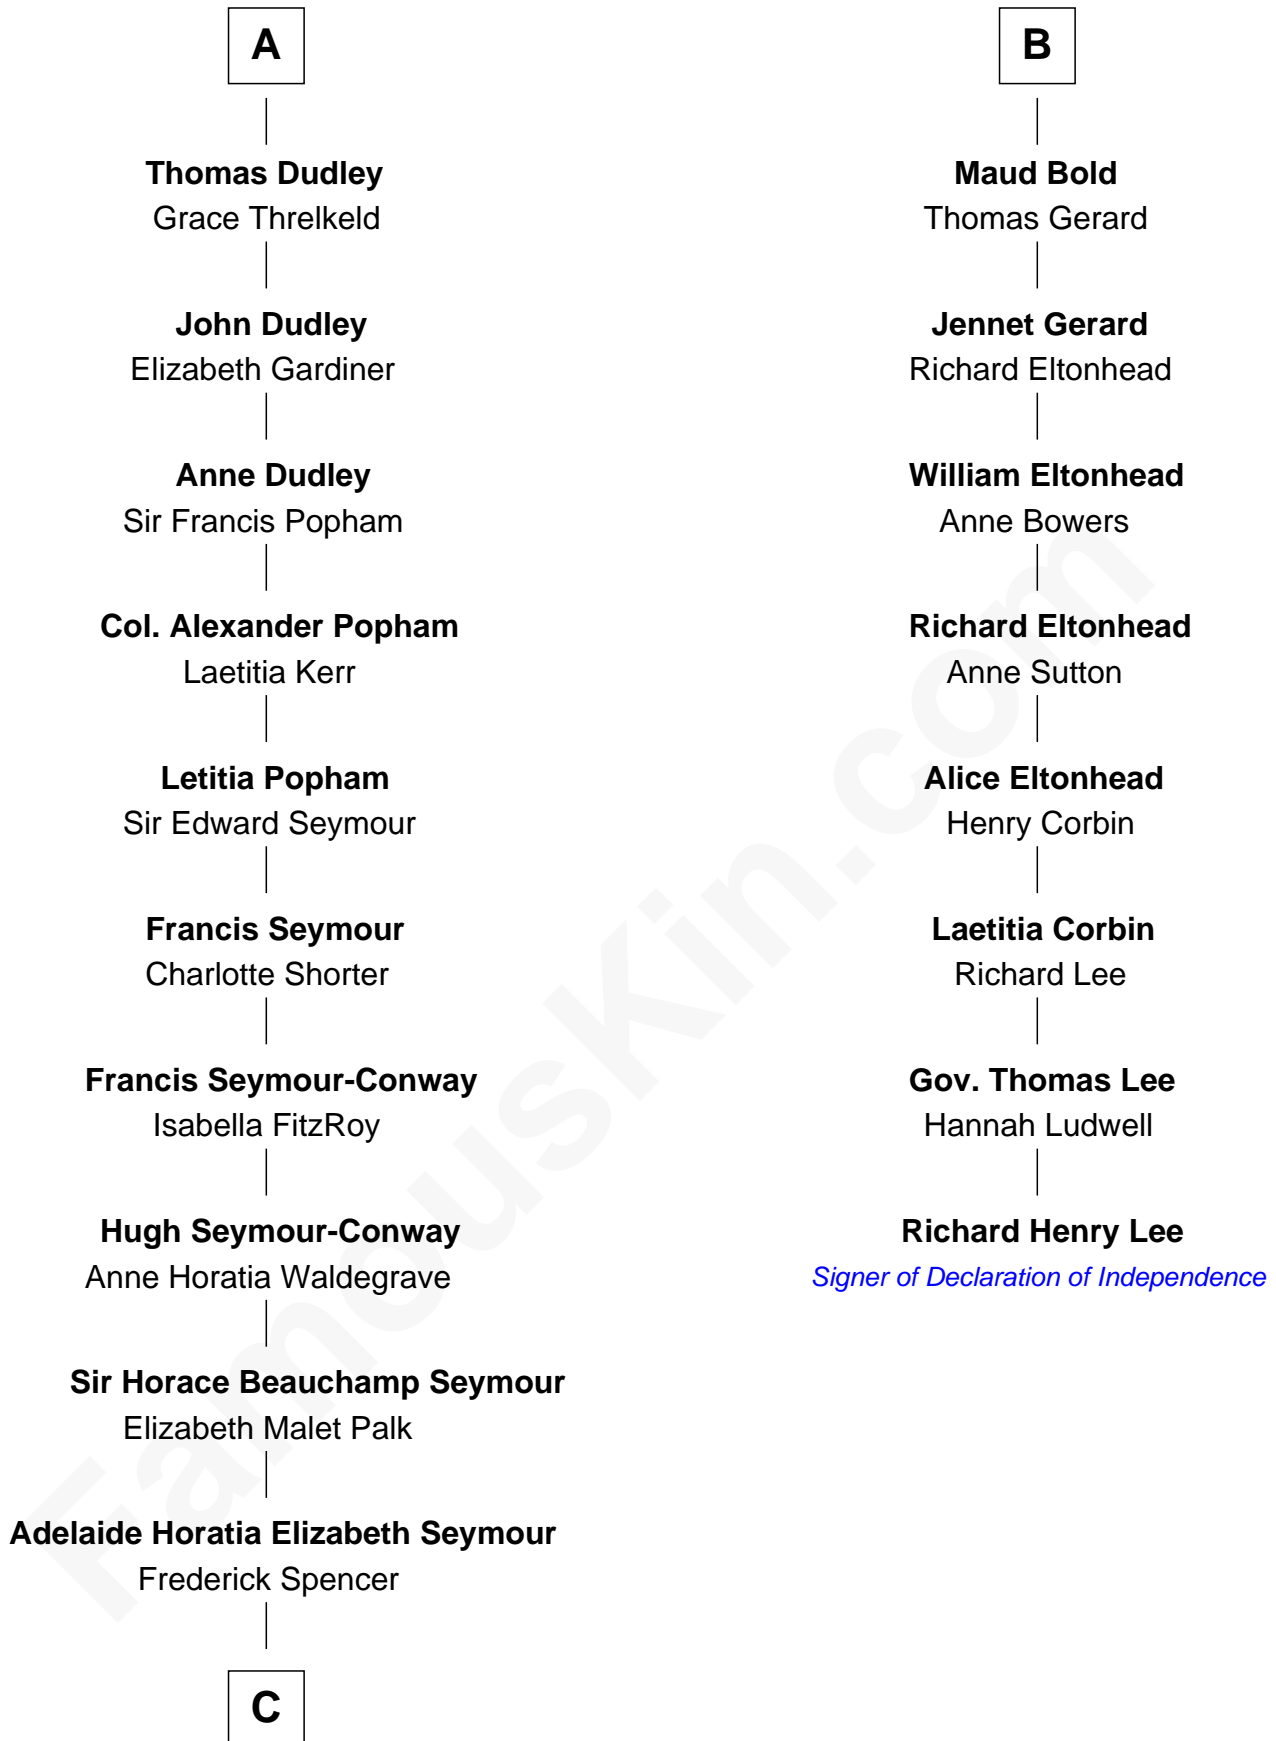 A
Thomas Dudley
Grace Threlkeld
John Dudley
Elizabeth Gardiner
Anne Dudley
Sir Francis Popham
Col. Alexander Popham
Laetitia Kerr
Letitia Popham
Sir Edward Seymour
Francis Seymour
Charlotte Shorter
Francis Seymour-Conway
Isabella FitzRoy
Hugh Seymour-Conway
Anne Horatia Waldegrave
Sir Horace Beauchamp Seymour
Elizabeth Malet Palk
Adelaide Horatia Elizabeth Seymour
Frederick Spencer
C
B
Maud Bold
Thomas Gerard
Jennet Gerard
Richard Eltonhead
William Eltonhead
Anne Bowers
Richard Eltonhead
Anne Sutton
Alice Eltonhead
Henry Corbin
Laetitia Corbin
Richard Lee
Gov. Thomas Lee
Hannah Ludwell
Richard Henry Lee
Signer of Declaration of Independence
FamousKin.com